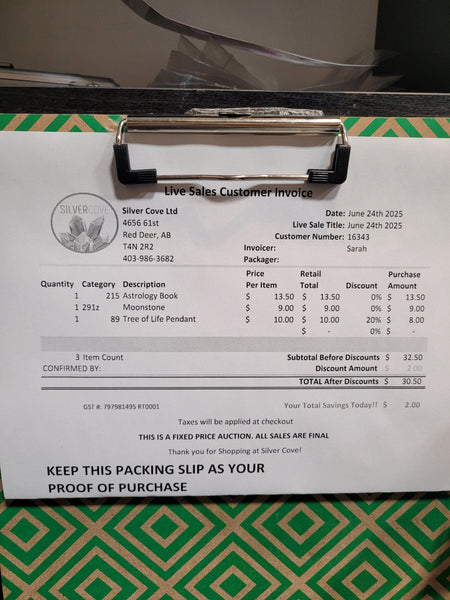 Live Sales Customer Invoice
SILVERCOVE
Silver Cove Ltd
4656 61st
Red Deer, AB
T4N 2R2
403-986-3682
Date: June 24th 2025
Live Sale Title: June 24th 2025
Customer Number: 16343
Invoicer: Sarah
Packager:
Quantity Category Description Price Per Item Retail Total Discount Purchase Amount
1 215 Astrology Book $ 13.50 $ 13.50 0% $ 13.50
1 291z Moonstone $ 9.00 $ 9.00 0% $ 9.00
1 89 Tree of Life Pendant $ 10.00 $ 10.00 20% $ 8.00
$ - 0% $ -
3 Item Count Subtotal Before Discounts $ 32.50
CONFIRMED BY: Discount Amount $ 2.00
TOTAL After Discounts $ 30.50
GST #: 797981495 RT0001 Your Total Savings Today!! $ 2.00
Taxes will be applied at checkout
THIS IS A FIXED PRICE AUCTION. ALL SALES ARE FINAL
Thank you for Shopping at Silver Cove!
KEEP THIS PACKING SLIP AS YOUR
PROOF OF PURCHASE